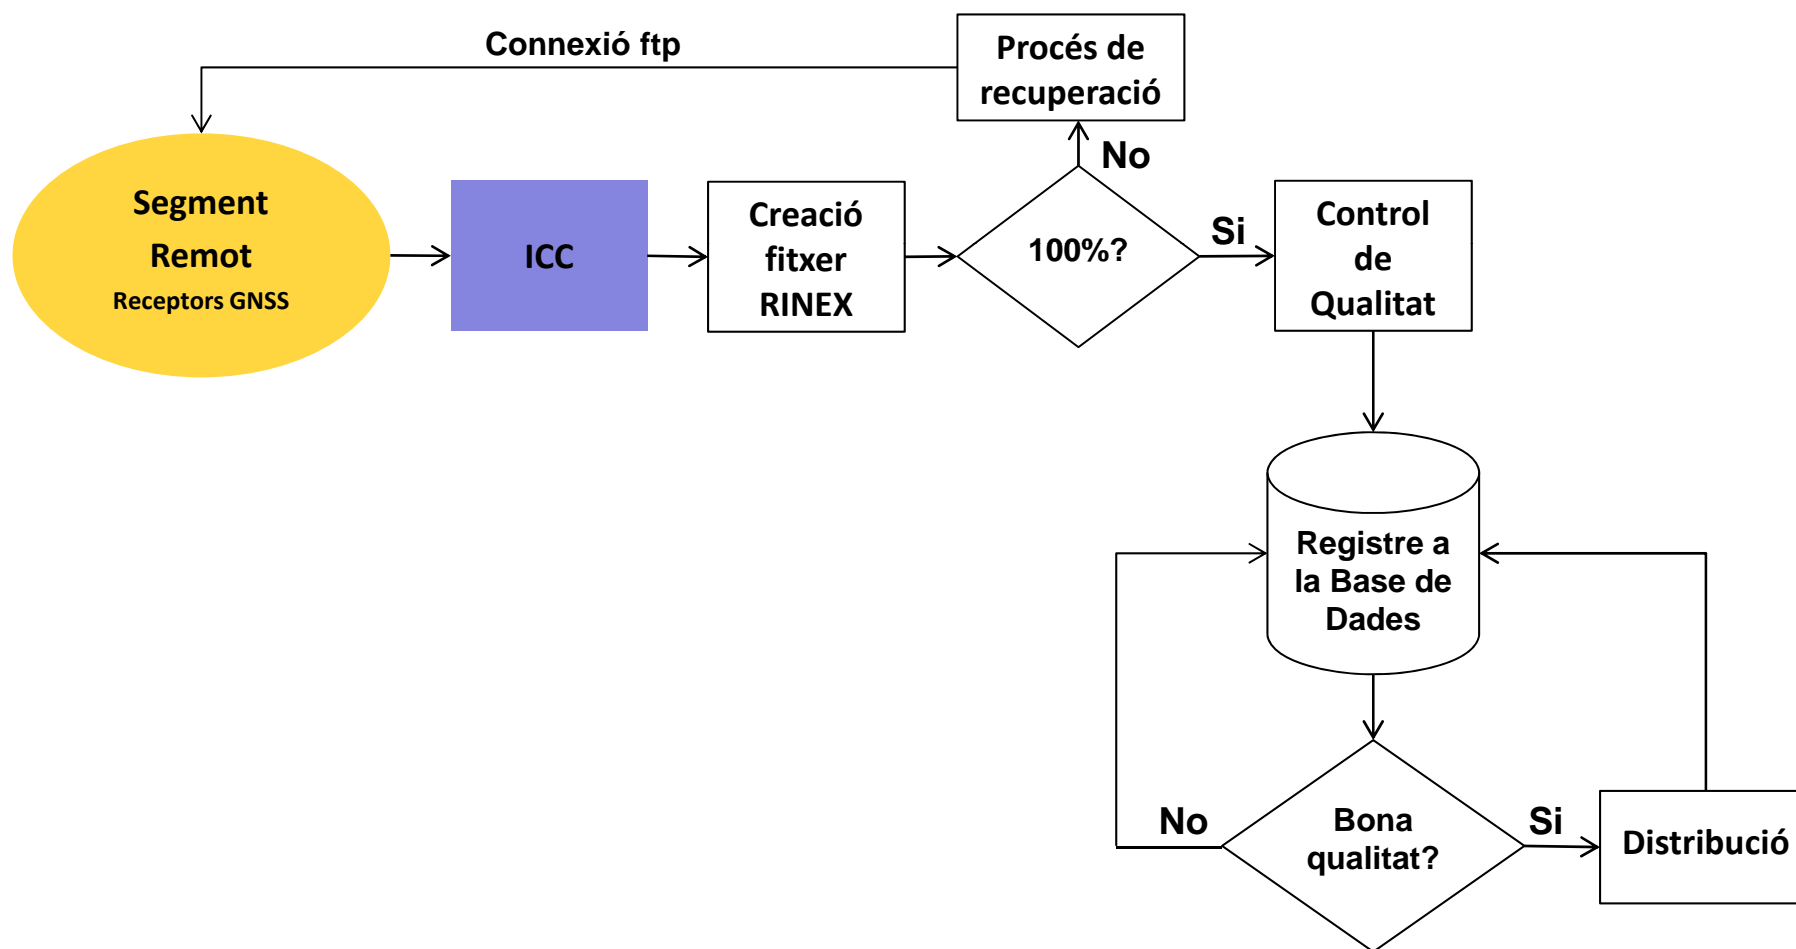 Connexió ftp
Procés de
recuperació
No
Segment
Remot
Receptors GNSS
ICC
Creació
fitxer
RINEX
100%?
Si
Control
de
Qualitat
Registre a
la Base de
Dades
No
Bona
qualitat?
Si
Distribució